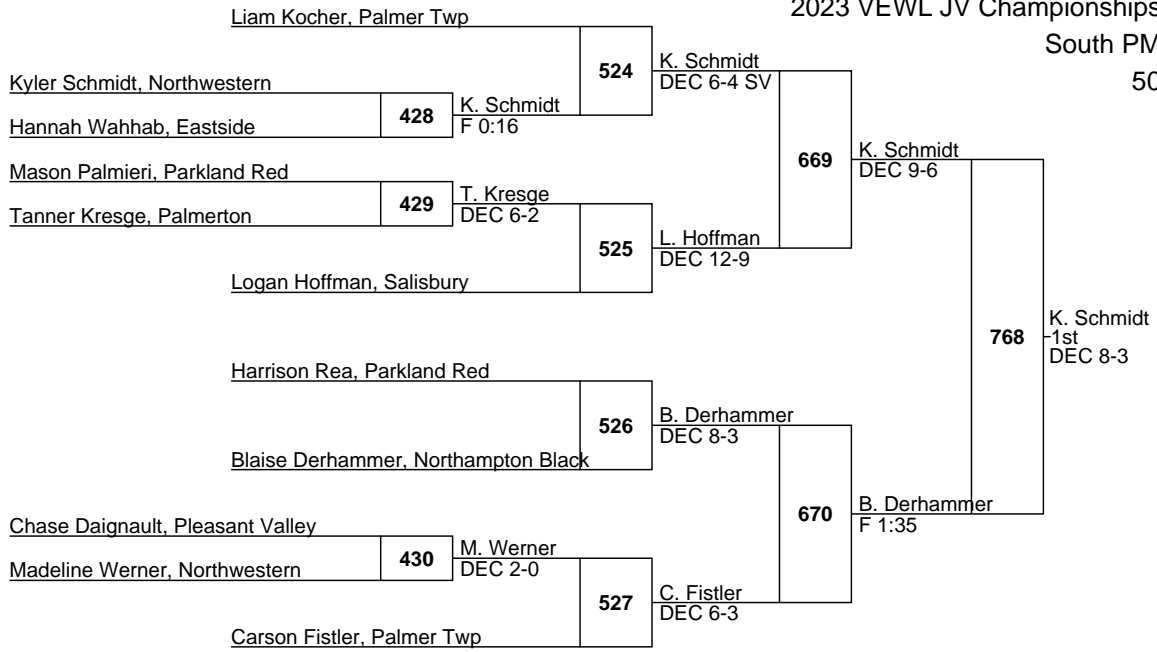 2023 VEWL JV Championships
South PM
50
Liam Kocher, Palmer Twp
524
K. Schmidt
DEC 6-4 SV
Kyler Schmidt, Northwestern
428
K. Schmidt
F 0:16
Hannah Wahhab, Eastside
669
K. Schmidt
DEC 9-6
Mason Palmieri, Parkland Red
429
T. Kresge
DEC 6-2
Tanner Kresge, Palmerton
525
L. Hoffman
DEC 12-9
Logan Hoffman, Salisbury
768
K. Schmidt
1st
DEC 8-3
Harrison Rea, Parkland Red
526
B. Derhammer
DEC 8-3
Blaise Derhammer, Northampton Black
670
B. Derhammer
F 1:35
Chase Daignault, Pleasant Valley
430
M. Werner
DEC 2-0
Madeline Werner, Northwestern
527
C. Fistler
DEC 6-3
Carson Fistler, Palmer Twp